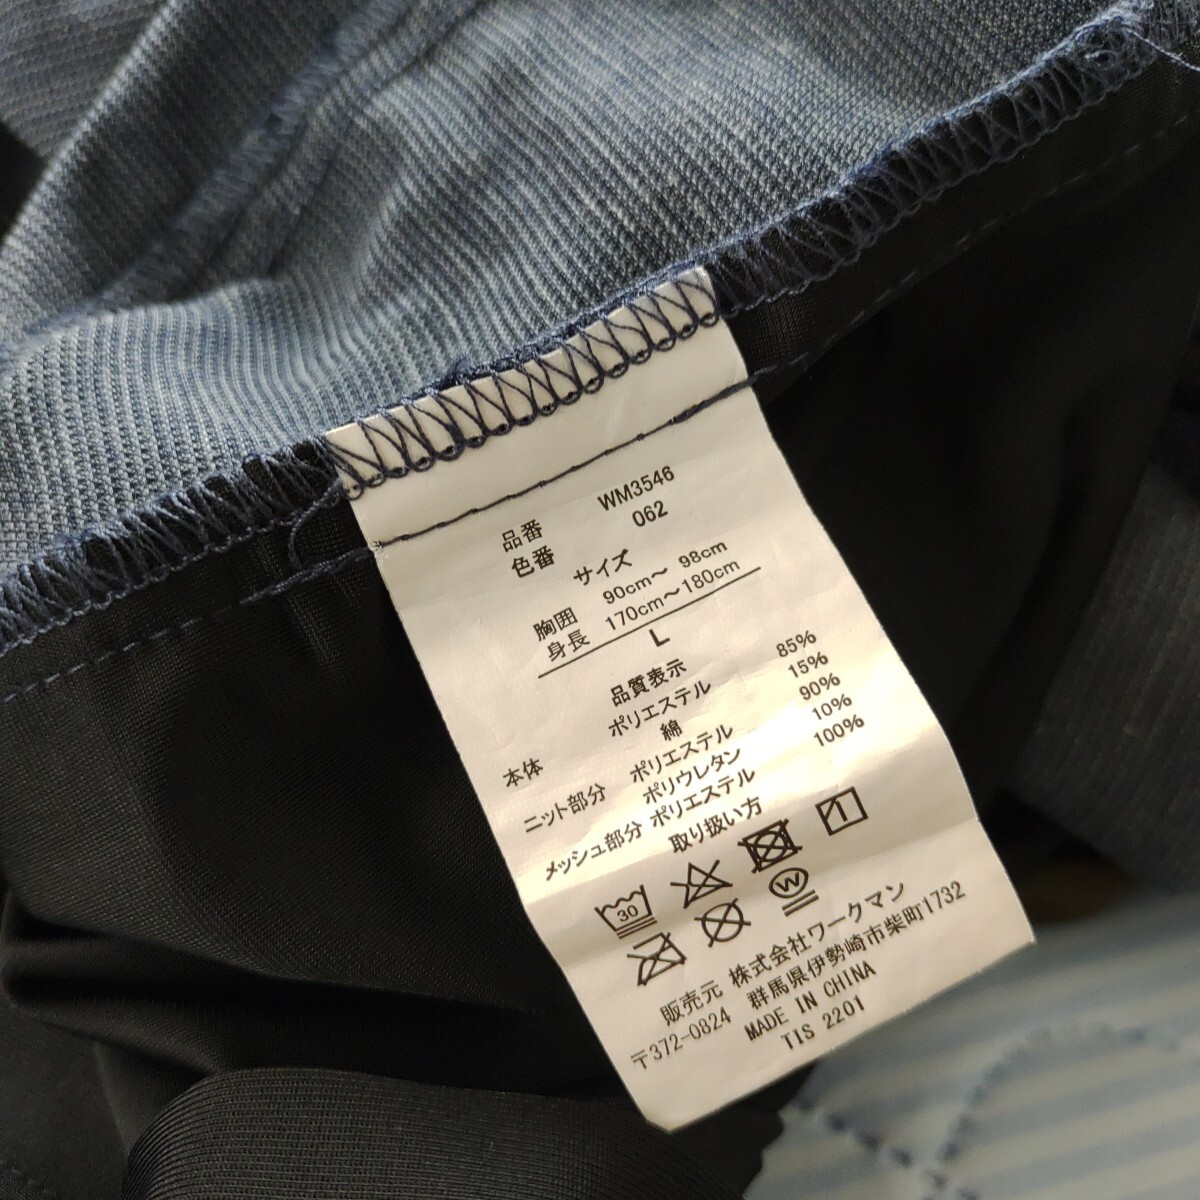 品番 WM3546
色番 062
サイズ
胸囲 90cm～ 98cm
身長 170cm～180cm
L
品質表示
本体 ポリエステル 85%
綿 15%
ニット部分 ポリエステル 90%
ポリウレタン 10%
メッシュ部分 ポリエステル 100%
取り扱い方
30
W
1
販売元 株式会社ワークマン
〒372-0824 群馬県伊勢崎市柴町1732
MADE IN CHINA
TIS 2201